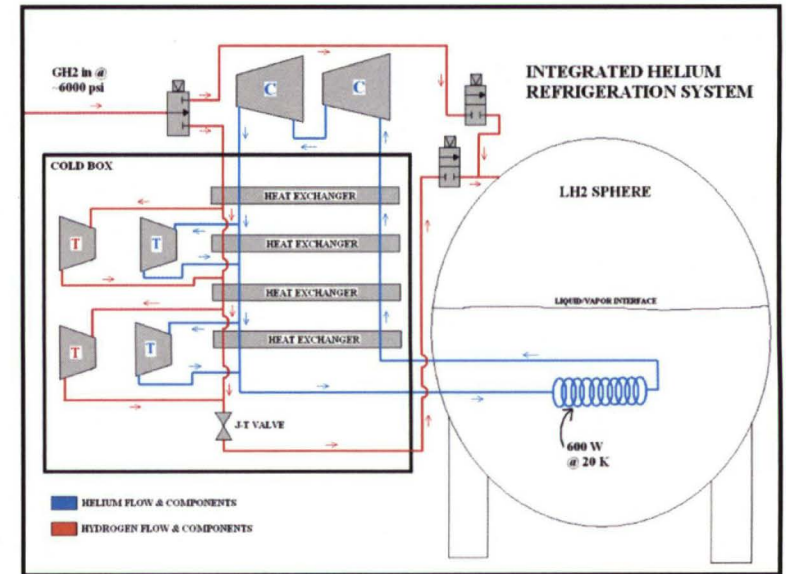 GH2 in @
~6000 psi
C
C
INTEGRATED HELIUM
REFRIGERATION SYSTEM
COLD BOX
HEAT EXCHANGER
LH2 SPHERE
T
T
HEAT EXCHANGER
HEAT EXCHANGER
LIQUID/VAPOR INTERFACE
T
T
HEAT EXCHANGER
J-T VALVE
600 W
@ 20 K
HELIUM FLOW & COMPONENTS
HYDROGEN FLOW & COMPONENTS